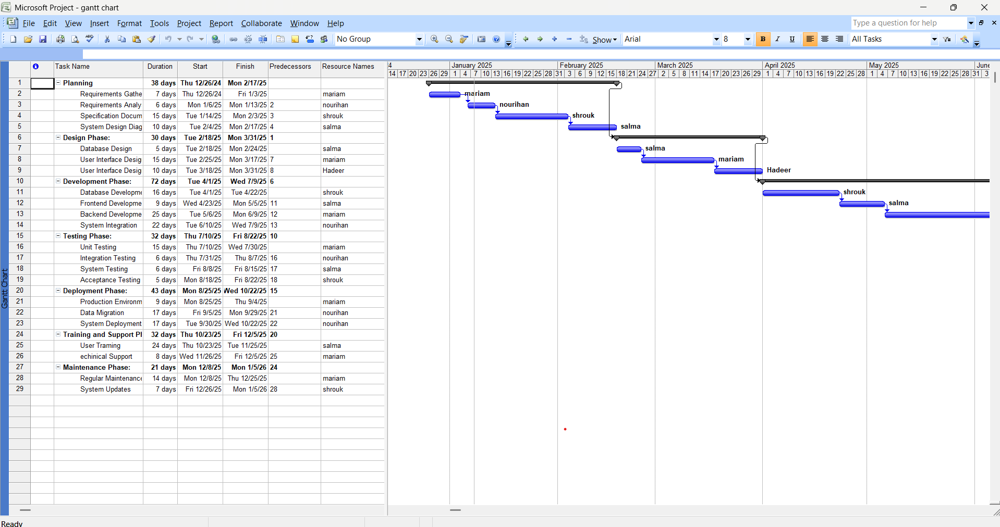 Microsoft Project - gantt chart
File Edit View Insert Format Tools Project Report Collaborate Window Help
Type a question for help
No Group Show Arial 8 B I U All Tasks
Task Name Duration Start Finish Predecessors Resource Names
4 January 2025 February 2025 March 2025 April 2025 May 2025 June
14 17 20 23 26 29 1 4 7 10 13 16 19 22 25 28 31 3 6 9 12 15 18 21 24 27 2 5 8 11 14 17 20 23 26 29 1 4 7 10 13 16 19 22 25 28 1 4 7 10 13 16 19 22 25 28 31 3
1 Planning 38 days Thu 12/26/24 Mon 2/17/25
2 Requirements Gathe 7 days Thu 12/26/24 Fri 1/3/25 mariam mariam
3 Requirements Analy 6 days Mon 1/6/25 Mon 1/13/25 2 nourihan nourihan
4 Specification Docum 15 days Tue 1/14/25 Mon 2/3/25 3 shrouk shrouk
5 System Design Diag 10 days Tue 2/4/25 Mon 2/17/25 4 salma salma
6 Design Phase: 30 days Tue 2/18/25 Mon 3/31/25 1
7 Database Design 5 days Tue 2/18/25 Mon 2/24/25 salma salma
8 User Interface Desig 15 days Tue 2/25/25 Mon 3/17/25 7 mariam mariam
9 User Interface Desig 10 days Tue 3/18/25 Mon 3/31/25 8 Hadeer Hadeer
10 Development Phase: 72 days Tue 4/1/25 Wed 7/9/25 6
11 Database Developme 16 days Tue 4/1/25 Tue 4/22/25 shrouk shrouk
12 Frontend Developme 9 days Wed 4/23/25 Mon 5/5/25 11 salma salma
13 Backend Developme 25 days Tue 5/6/25 Mon 6/9/25 12 mariam
14 System Integration 22 days Tue 6/10/25 Wed 7/9/25 13 nourihan
15 Testing Phase: 32 days Thu 7/10/25 Fri 8/22/25 10
16 Unit Testing 15 days Thu 7/10/25 Wed 7/30/25 mariam
17 Integration Testing 6 days Thu 7/31/25 Thu 8/7/25 16 nourihan
18 System Testing 6 days Fri 8/8/25 Fri 8/15/25 17 salma
19 Acceptance Testing 5 days Mon 8/18/25 Fri 8/22/25 18 shrouk
20 Deployment Phase: 43 days Mon 8/25/25 Wed 10/22/25 15
21 Production Environm 9 days Mon 8/25/25 Thu 9/4/25 mariam
22 Data Migration 17 days Fri 9/5/25 Mon 9/29/25 21 nourihan
23 System Deployment 17 days Tue 9/30/25 Wed 10/22/25 22 nourihan
24 Training and Support Pl 32 days Thu 10/23/25 Fri 12/5/25 20
25 User Traming 24 days Thu 10/23/25 Tue 11/25/25 salma
26 echinical Support 8 days Wed 11/26/25 Fri 12/5/25 25 mariam
27 Maintenance Phase: 21 days Mon 12/8/25 Mon 1/5/26 24
28 Regular Maintenance 14 days Mon 12/8/25 Thu 12/25/25 mariam
29 System Updates 7 days Fri 12/26/25 Mon 1/5/26 28 shrouk
Gantt Chart
Ready